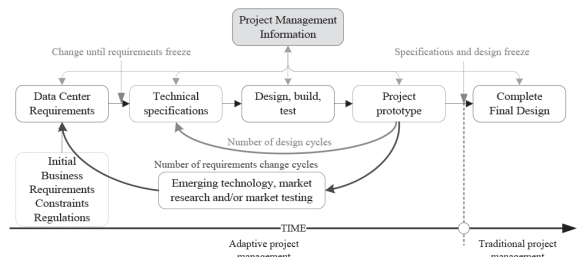 Project Management
Information
Change until requirements freeze
Specifications and design freeze
Data Center
Requirements
Technical
specifications
Design, build,
test
Project
prototype
Complete
Final Design
Number of design cycles
Number of requirements change cycles
Initial
Business
Requirements
Constraints
Regulations
Emerging technology, market
research and/or market testing
TIME
Adaptive project
management
Traditional project
management